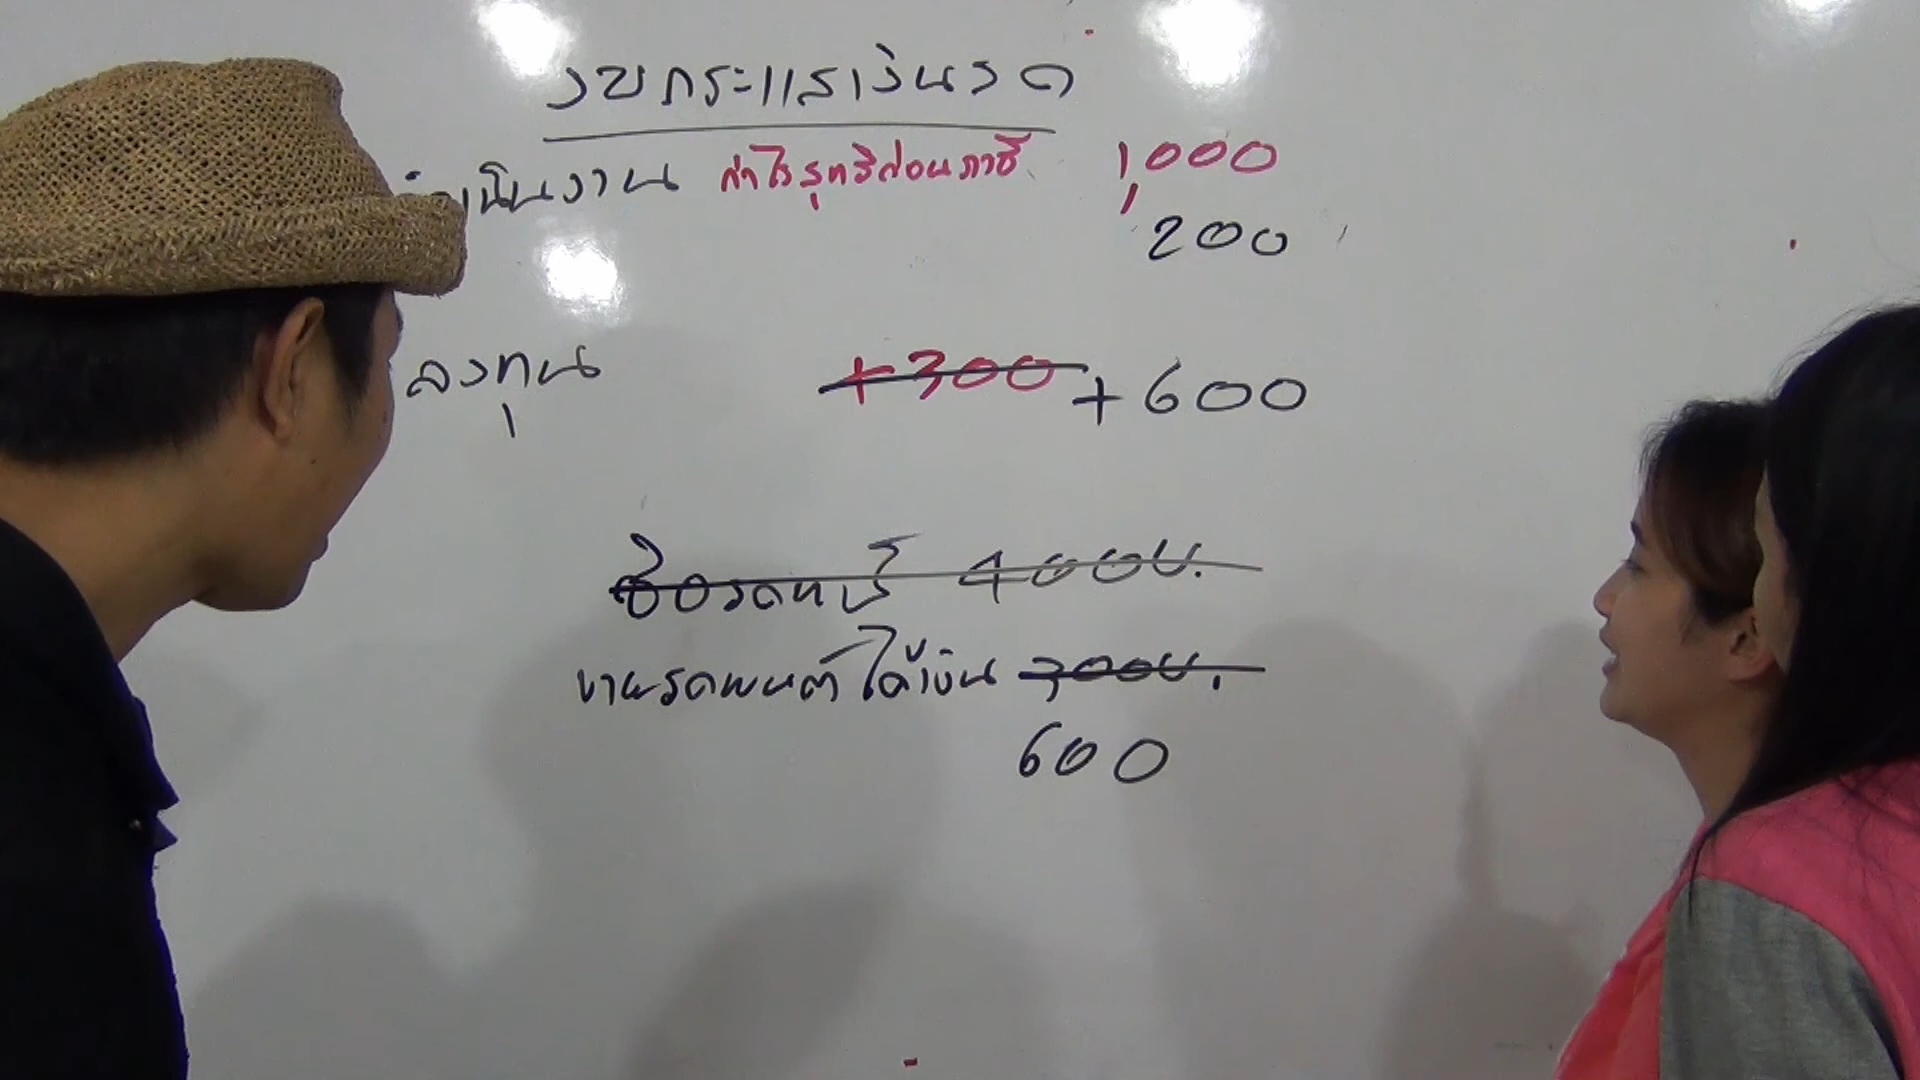 งบกระแสเงินสด
ดำเนินงาน กำไรสุทธิก่อนภาษี 1,000
200
ลงทุน +300 +600
ซื้อรถยนต์ 400บ.
ขายรถยนต์ ได้เงิน 300บ.
600